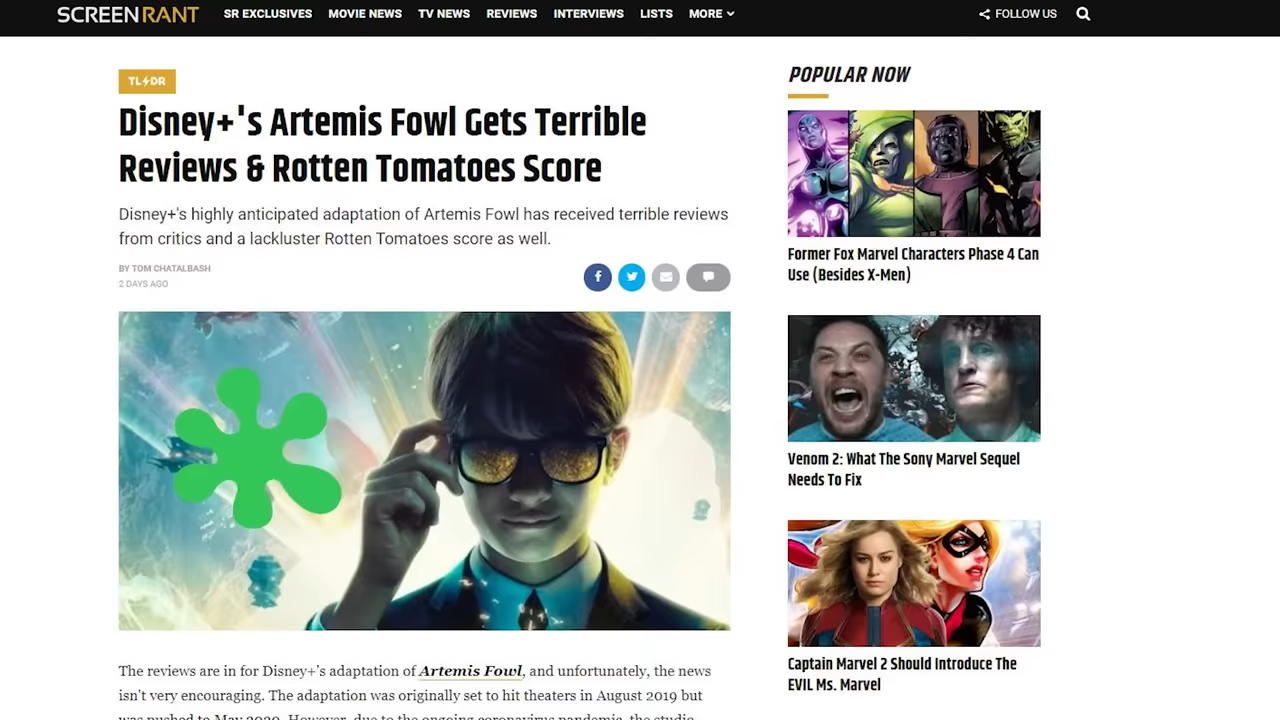 SCREENRANT
SR EXCLUSIVES MOVIE NEWS TV NEWS REVIEWS INTERVIEWS LISTS MORE
FOLLOW US
TL DR
Disney+'s Artemis Fowl Gets Terrible
Reviews & Rotten Tomatoes Score
Disney+'s highly anticipated adaptation of Artemis Fowl has received terrible reviews
from critics and a lackluster Rotten Tomatoes score as well.
BY TOM CHATALBASH
2 DAYS AGO
The reviews are in for Disney+'s adaptation of Artemis Fowl, and unfortunately, the news
isn't very encouraging. The adaptation was originally set to hit theaters in August 2019 but
was pushed to May 2020. However, due to the ongoing coronavirus pandemic, the studio
POPULAR NOW
Former Fox Marvel Characters Phase 4 Can
Use (Besides X-Men)
Venom 2: What The Sony Marvel Sequel
Needs To Fix
Captain Marvel 2 Should Introduce The
EVIL Ms. Marvel